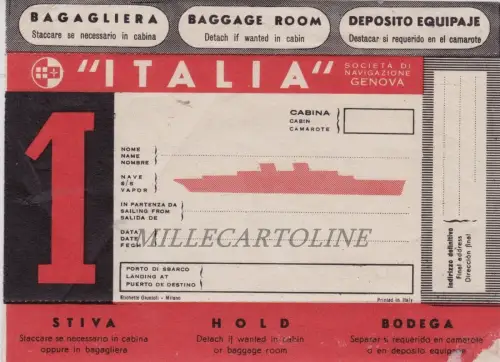 BAGAGLIERA
Staccare se necessario in cabina
BAGGAGE ROOM
Detach if wanted in cabin
DEPOSITO EQUIPAJE
Destacar si requerido en el camarote
"ITALIA"
SOCIETÀ DI
NAVIGAZIONE
GENOVA
1
CABINA
CABIN
CAMAROTE
NOME
NAME
NOMBRE
NAVE
S/S
VAPOR
IN PARTENZA DA
SAILING FROM
SALIDA DE
DATA
DATE
FECHA
MILLECARTOLINE
PORTO DI SBARCO
LANDING AT
PUERTO DE DESTINO
Indirizzo definitivo
Final address
Dirección final
Milano
Printed in Italy
STIVA
Staccare se necessario in cabina
oppure in bagagliera
HOLD
Detach if wanted in cabin
or baggage room
BODEGA
Separar si requerido en camarote
o en deposito equipaje